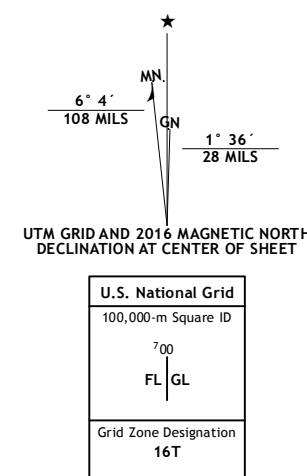 MN
6° 4´
108 MILS
GN
1° 36´
28 MILS
UTM GRID AND 2016 MAGNETIC NORTH
DECLINATION AT CENTER OF SHEET
U.S. National Grid
100,000-m Square ID
⁷00
FL GL
Grid Zone Designation
16T